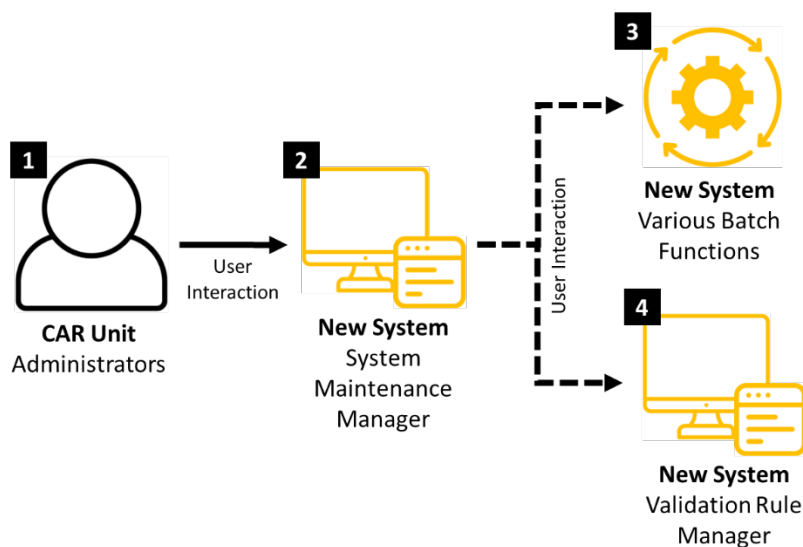 1
User
Interaction
CAR Unit
Administrators
2
New System
System
Maintenance
Manager
User Interaction
3
New System
Various Batch
Functions
4
New System
Validation Rule
Manager